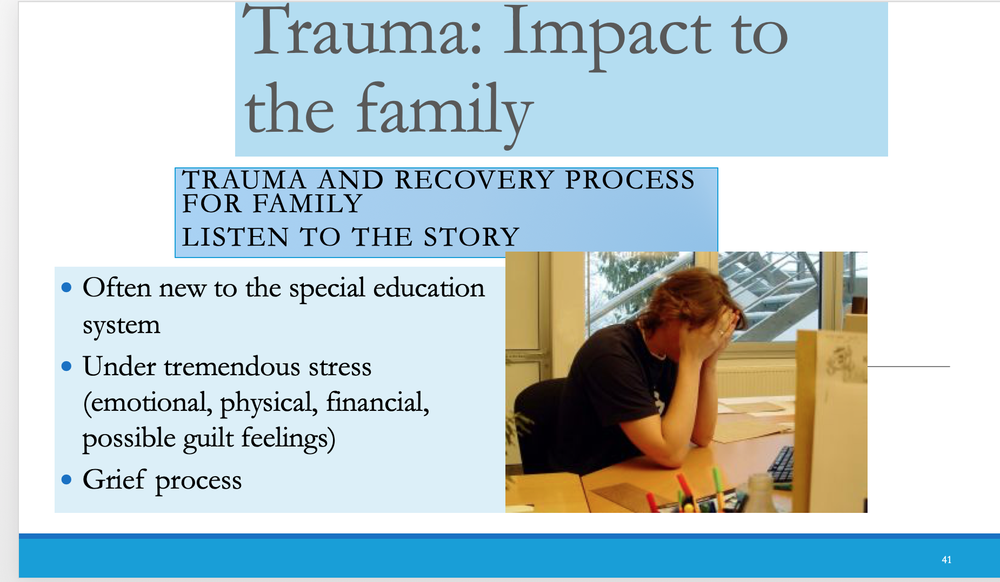 Trauma: Impact to
the family
TRAUMA AND RECOVERY PROCESS
FOR FAMILY
LISTEN TO THE STORY
• Often new to the special education
system
• Under tremendous stress
(emotional, physical, financial,
possible guilt feelings)
• Grief process
41